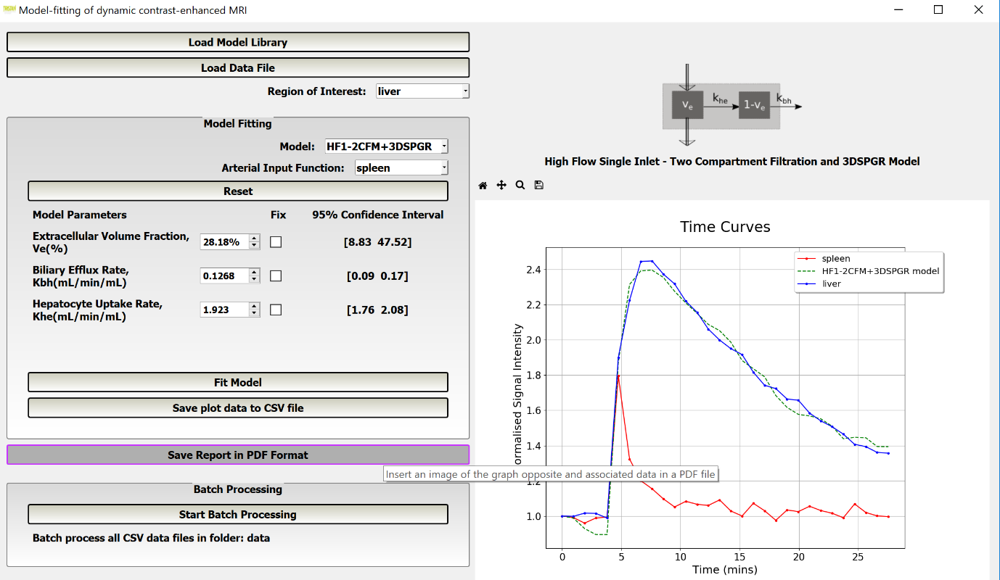 TRISTAN
Model-fitting of dynamic contrast-enhanced MRI
Load Model Library
Load Data File
Region of Interest: liver
Model Fitting
Model: HF1-2CFM+3DSPGR
Arterial Input Function: spleen
Reset
Model Parameters Fix 95% Confidence Interval
Extracellular Volume Fraction,
Ve(%) 28.18% [8.83 47.52]
Biliary Efflux Rate,
Kbh(mL/min/mL) 0.1268 [0.09 0.17]
Hepatocyte Uptake Rate,
Khe(mL/min/mL) 1.923 [1.76 2.08]
Fit Model
Save plot data to CSV file
Save Report in PDF Format
Insert an image of the graph opposite and associated data in a PDF file
Batch Processing
Start Batch Processing
Batch process all CSV data files in folder: data
ve khe 1-ve kbh
High Flow Single Inlet - Two Compartment Filtration and 3DSPGR Model
Time Curves
spleen
HF1-2CFM+3DSPGR model
liver
2.4
2.2
2.0
1.8
1.6
1.4
1.2
1.0
ormalised Signal Intensity
0 5 10 15 20 25
Time (mins)